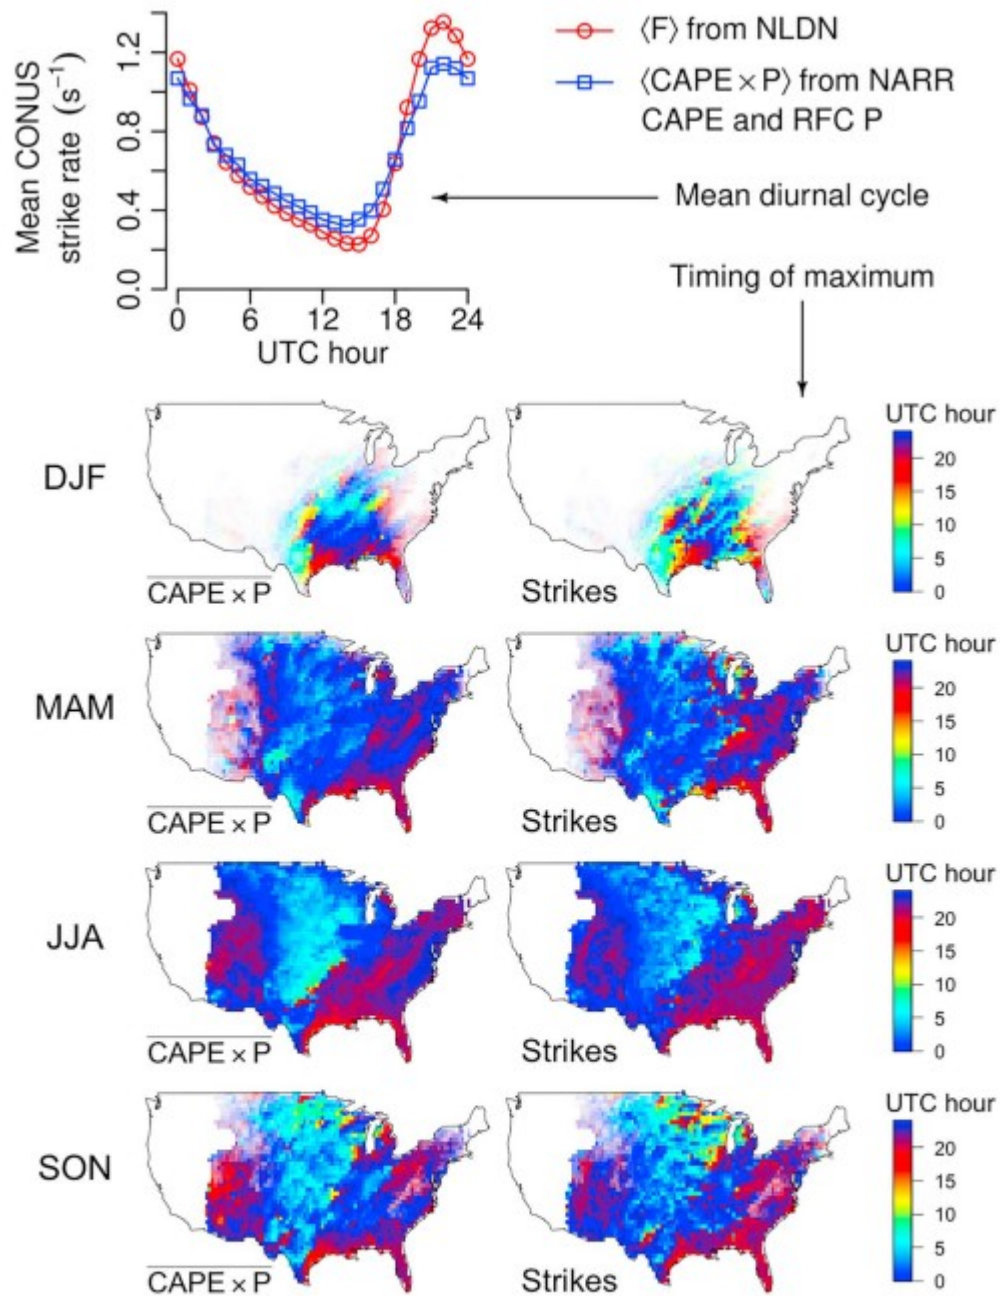 ⟨F⟩ from NLDN
⟨CAPE × P⟩ from NARR
CAPE and RFC P
Mean CONUS
strike rate (s⁻¹)
1.2
0.8
0.4
0.0
0 6 12 18 24
UTC hour
Mean diurnal cycle
Timing of maximum
DJF
CAPE × P
Strikes
UTC hour
20
15
10
5
0
MAM
CAPE × P
Strikes
UTC hour
20
15
10
5
0
JJA
CAPE × P
Strikes
UTC hour
20
15
10
5
0
SON
CAPE × P
Strikes
UTC hour
20
15
10
5
0